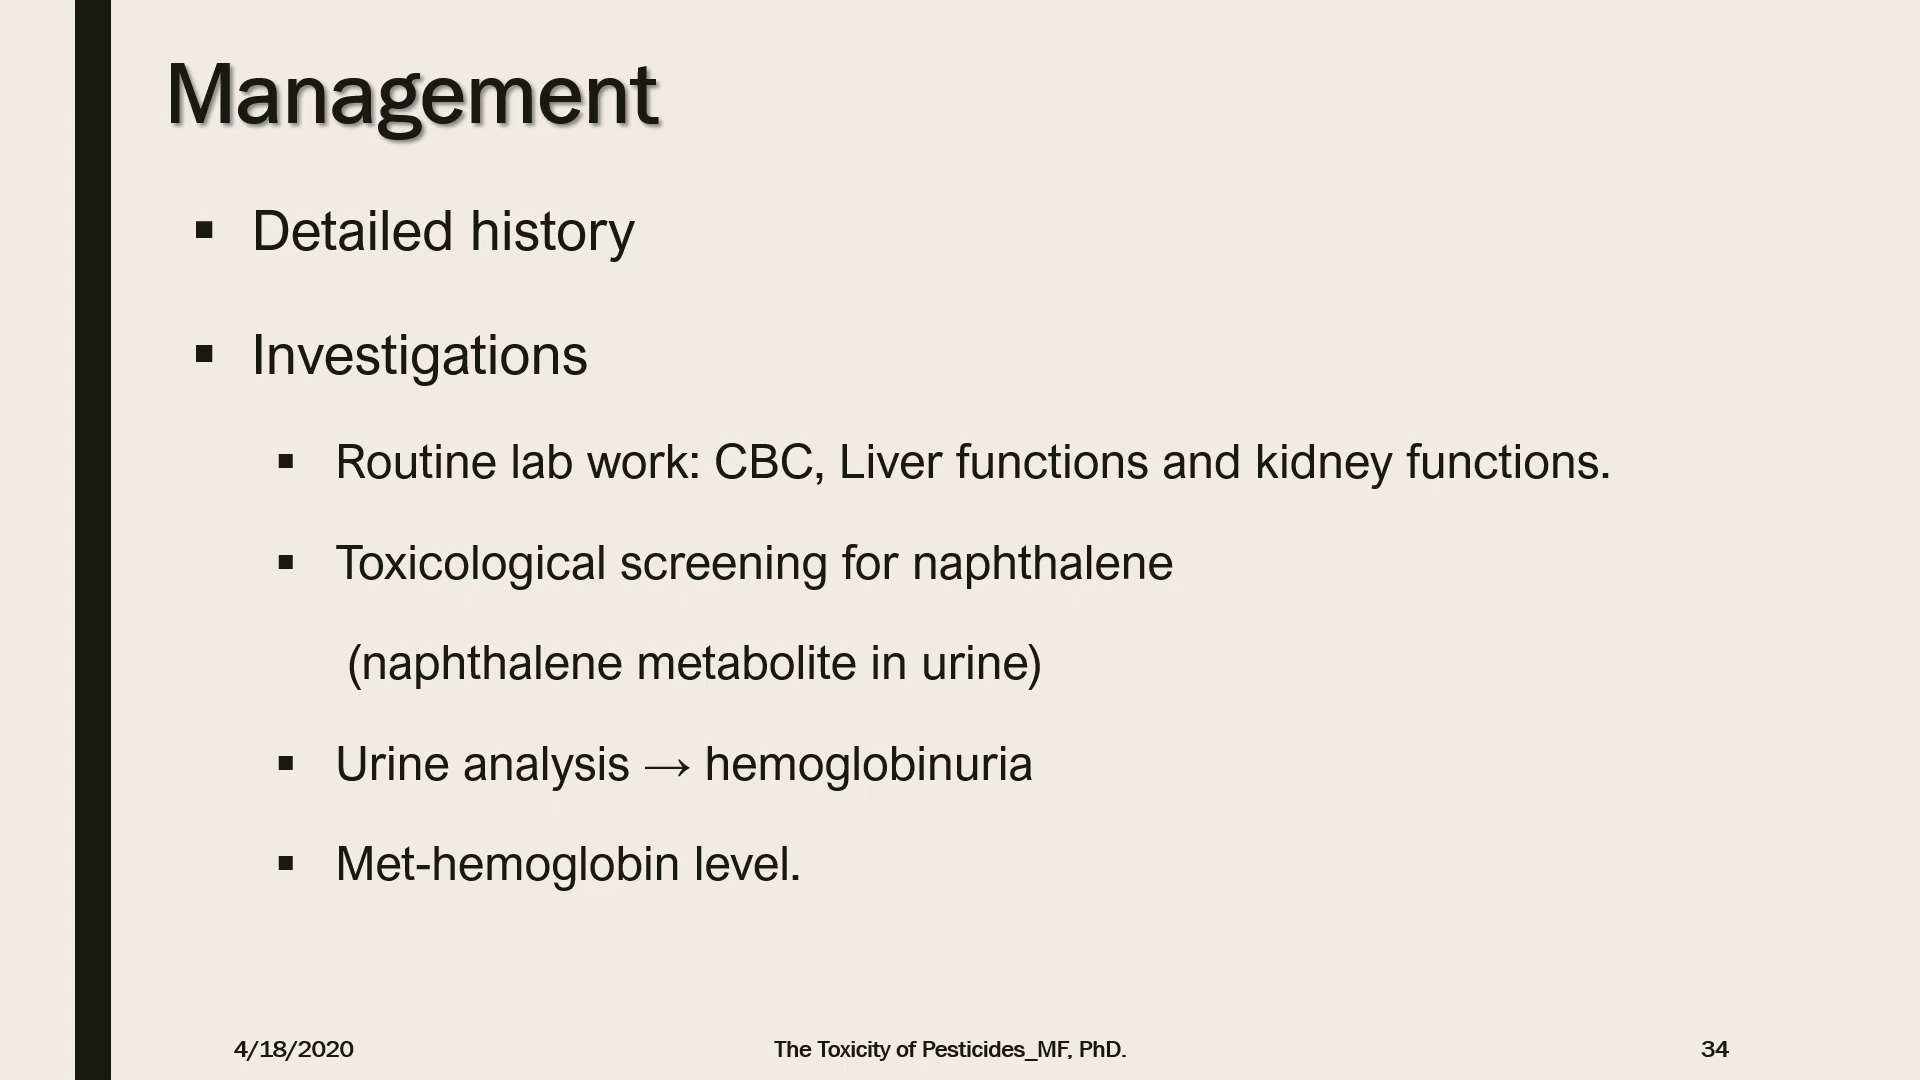 Management
▪ Detailed history
▪ Investigations
▪ Routine lab work: CBC, Liver functions and kidney functions.
▪ Toxicological screening for naphthalene
(naphthalene metabolite in urine)
▪ Urine analysis → hemoglobinuria
▪ Met-hemoglobin level.
4/18/2020
The Toxicity of Pesticides_MF, PhD.
34